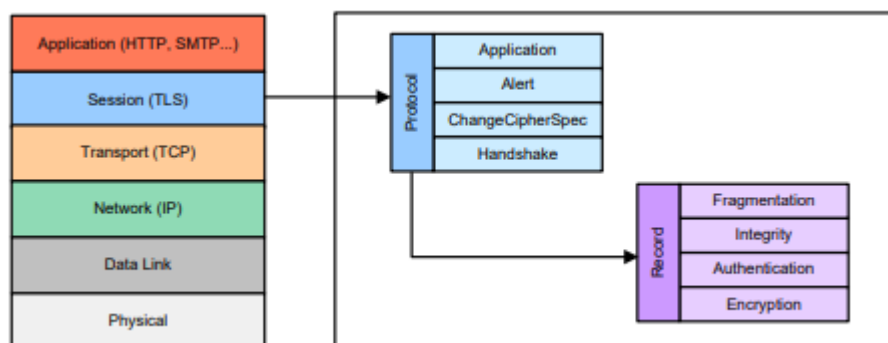 Application (HTTP, SMTP...)
Session (TLS)
Transport (TCP)
Network (IP)
Data Link
Physical
Protocol
Application
Alert
ChangeCipherSpec
Handshake
Record
Fragmentation
Integrity
Authentication
Encryption